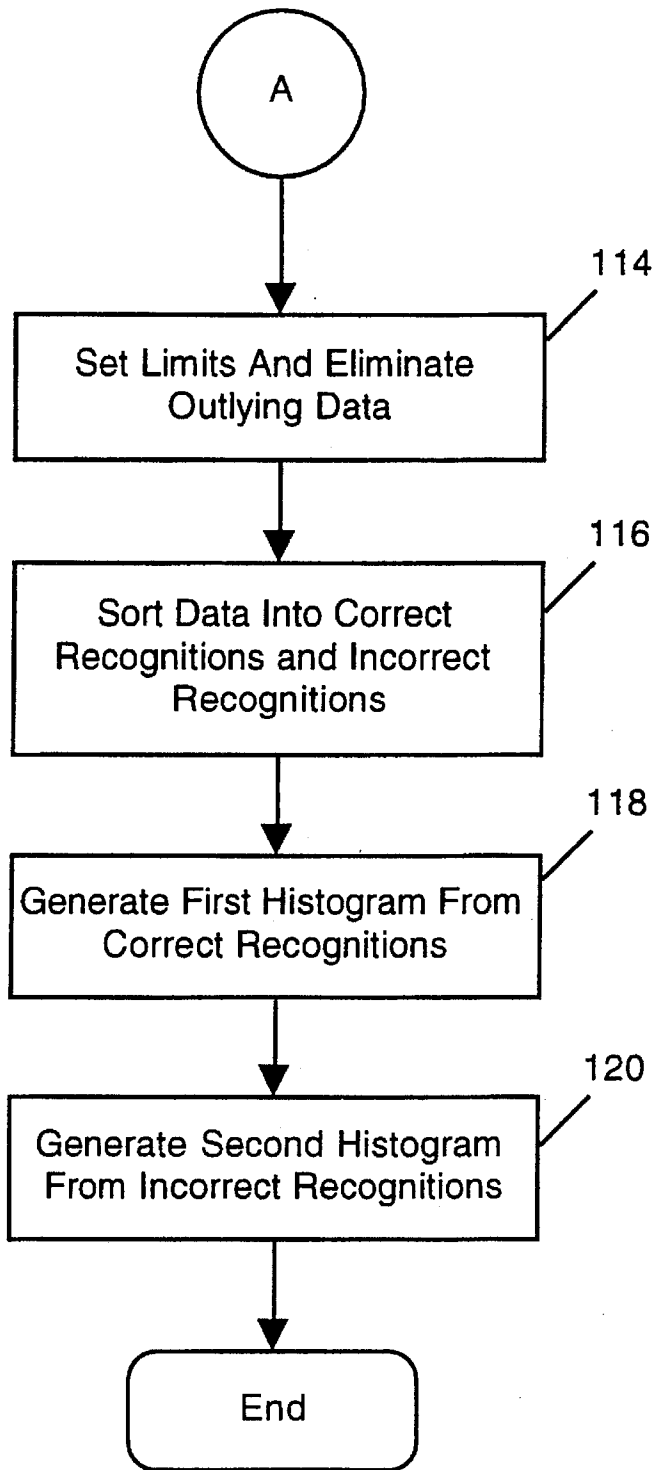 A
114
Set Limits And Eliminate
Outlying Data
116
Sort Data Into Correct
Recognitions and Incorrect
Recognitions
118
Generate First Histogram From
Correct Recognitions
120
Generate Second Histogram
From Incorrect Recognitions
End